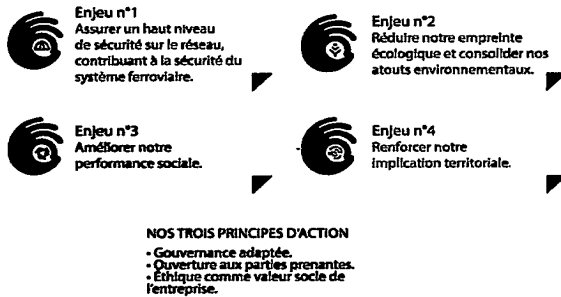 Enjeu n°1
Assurer un haut niveau
de sécurité sur le réseau,
contribuant à la sécurité du
système ferroviaire.
Enjeu n°2
Réduire notre empreinte
écologique et consolider nos
atouts environnementaux.
Enjeu n°3
Améliorer notre
performance sociale.
Enjeu n°4
Renforcer notre
implication territoriale.
NOS TROIS PRINCIPES D'ACTION
• Gouvernance adaptée.
• Ouverture aux parties prenantes.
• Éthique comme valeur socle de
l'entreprise.